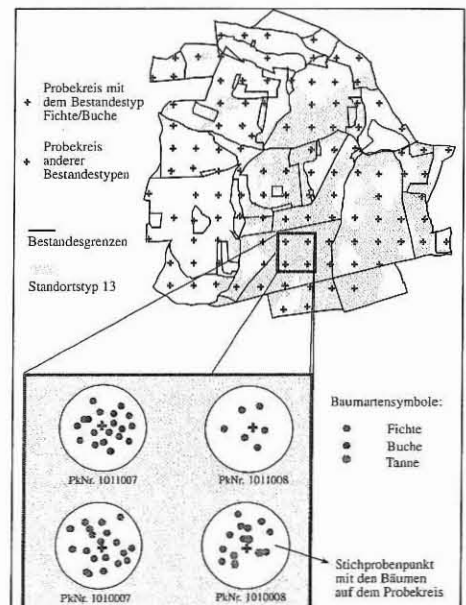 Probekreis mit
dem Bestandestyp
Fichte/Buche
Probekreis
anderer
Bestandestypen
Bestandesgrenzen
Standortstyp 13
PkNr. 1011007
PkNr. 1011008
PkNr. 1010007
PkNr. 1010008
Baumartensymbole:
Fichte
Buche
Tanne
Stichprobenpunkt
mit den Bäumen
auf dem Probekreis